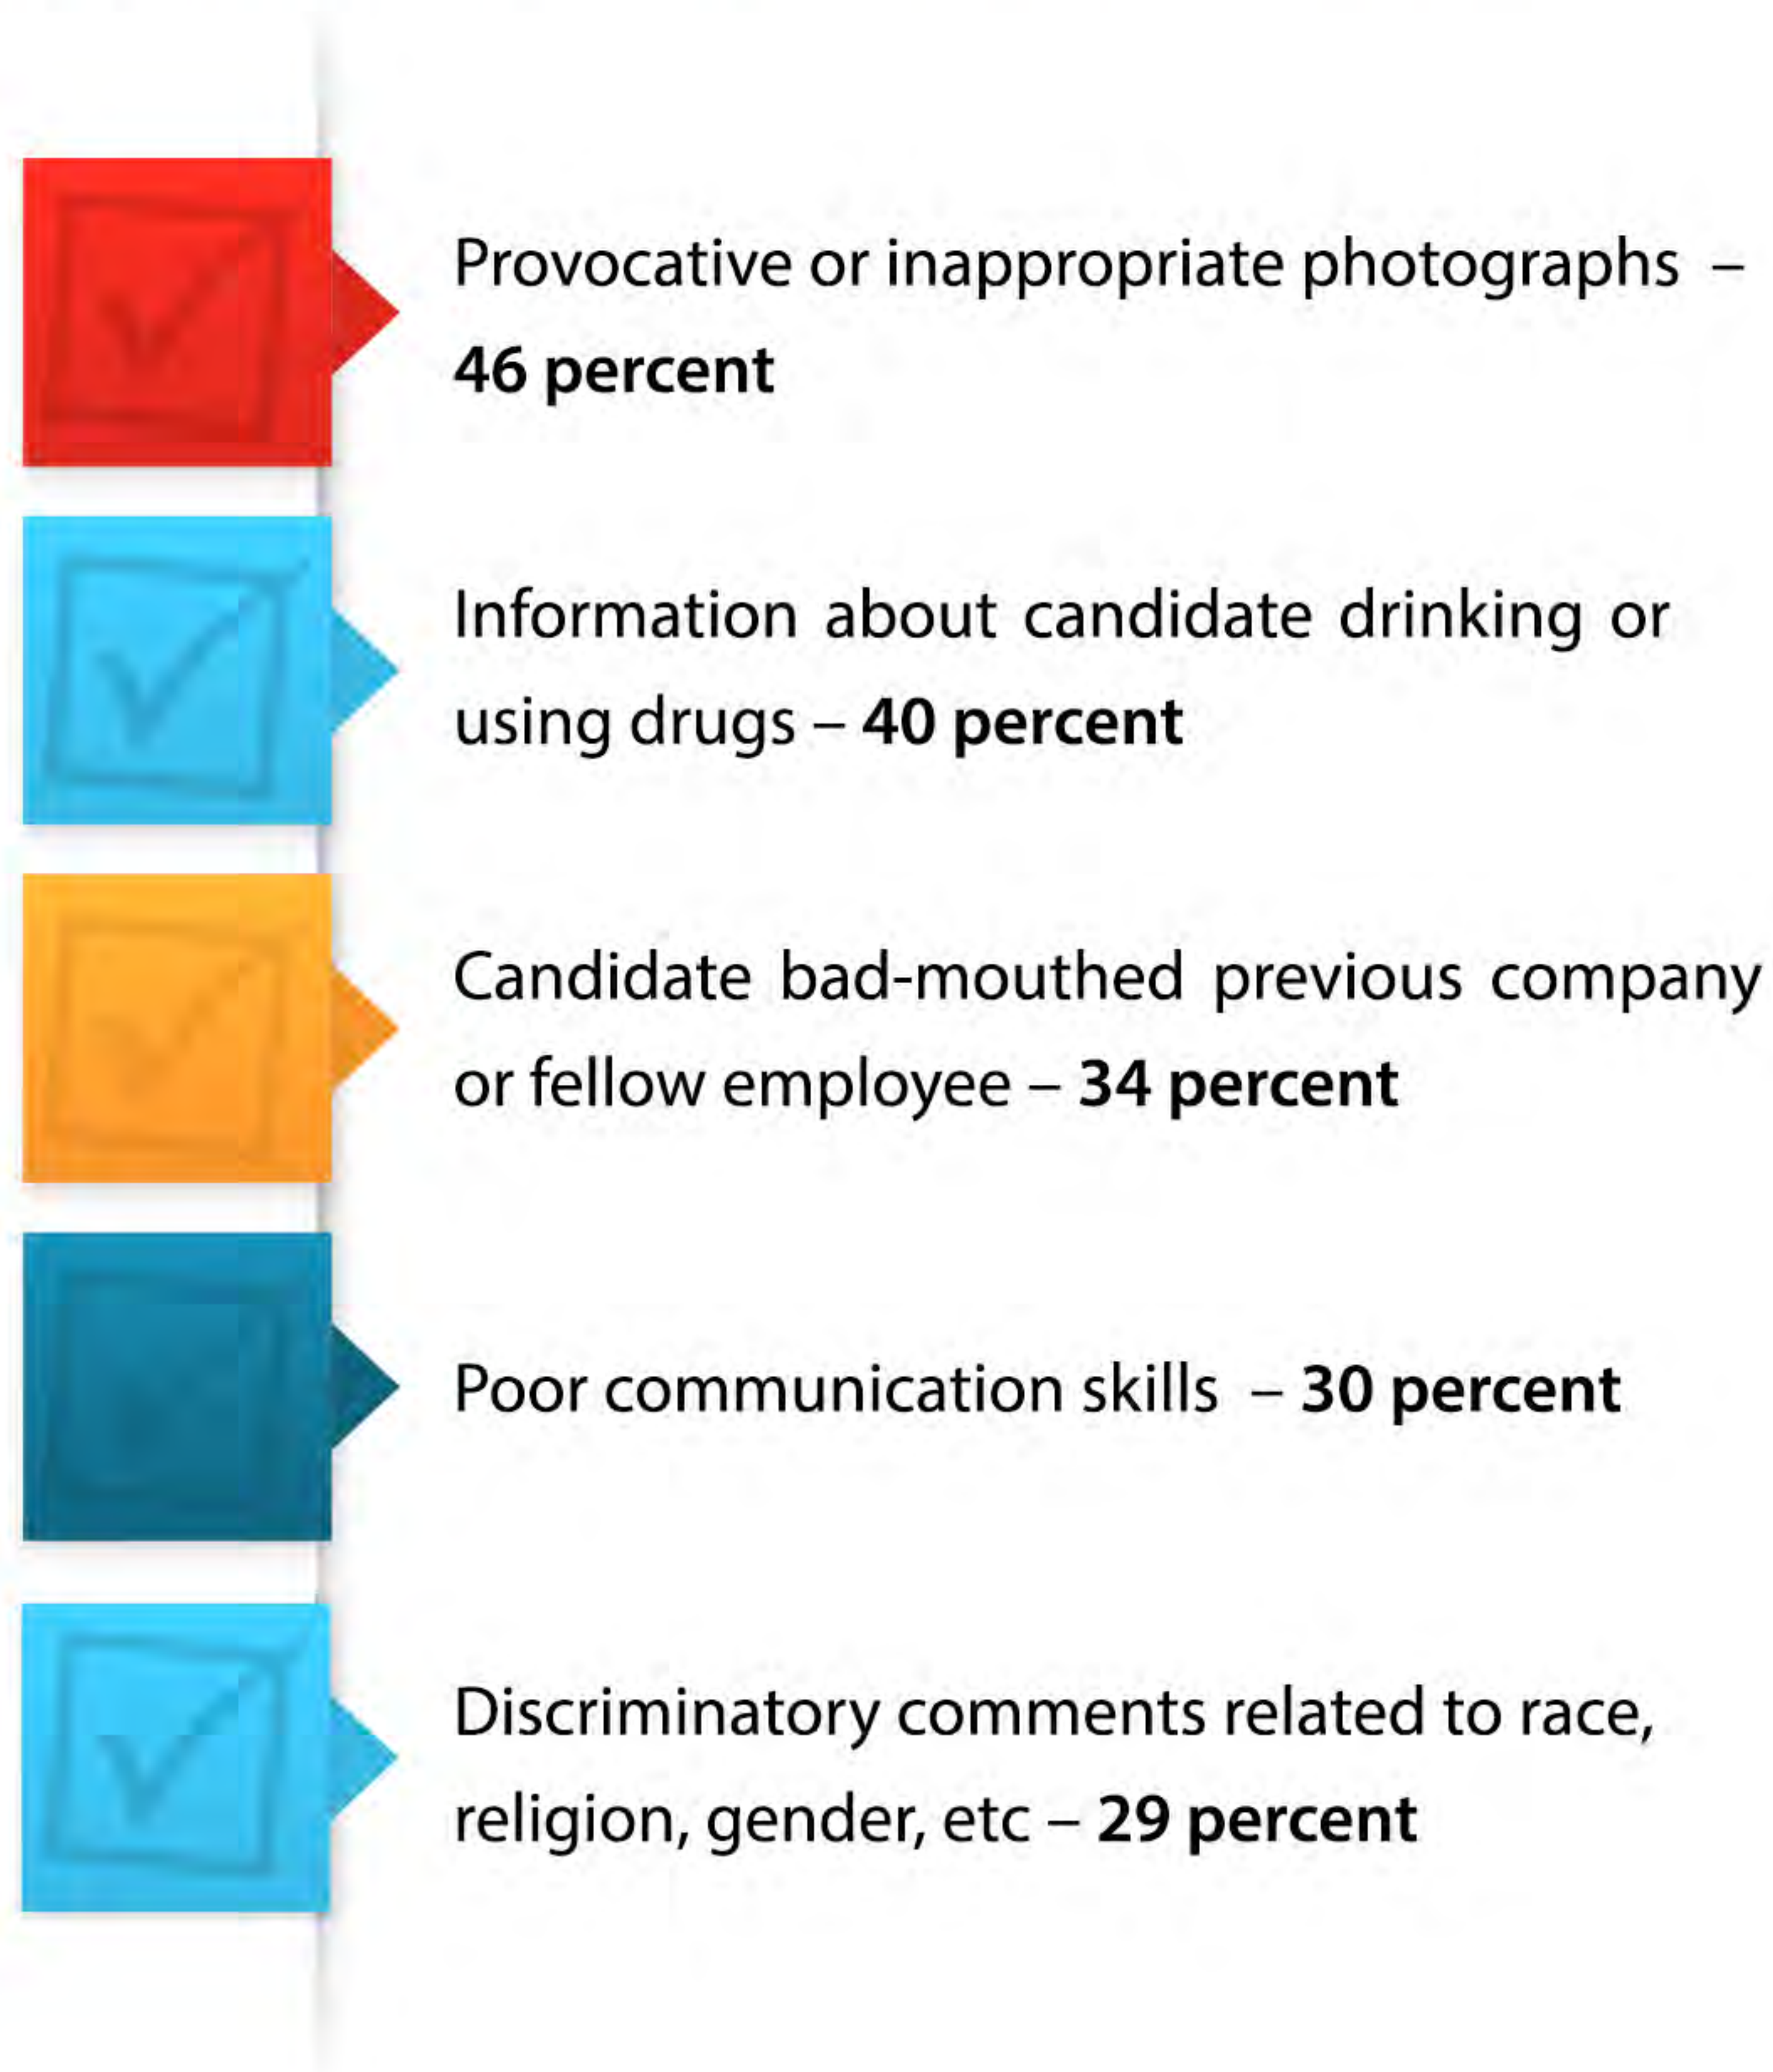 Provocative or inappropriate photographs –
46 percent
Information about candidate drinking or
using drugs – 40 percent
Candidate bad-mouthed previous company
or fellow employee – 34 percent
Poor communication skills – 30 percent
Discriminatory comments related to race,
religion, gender, etc – 29 percent